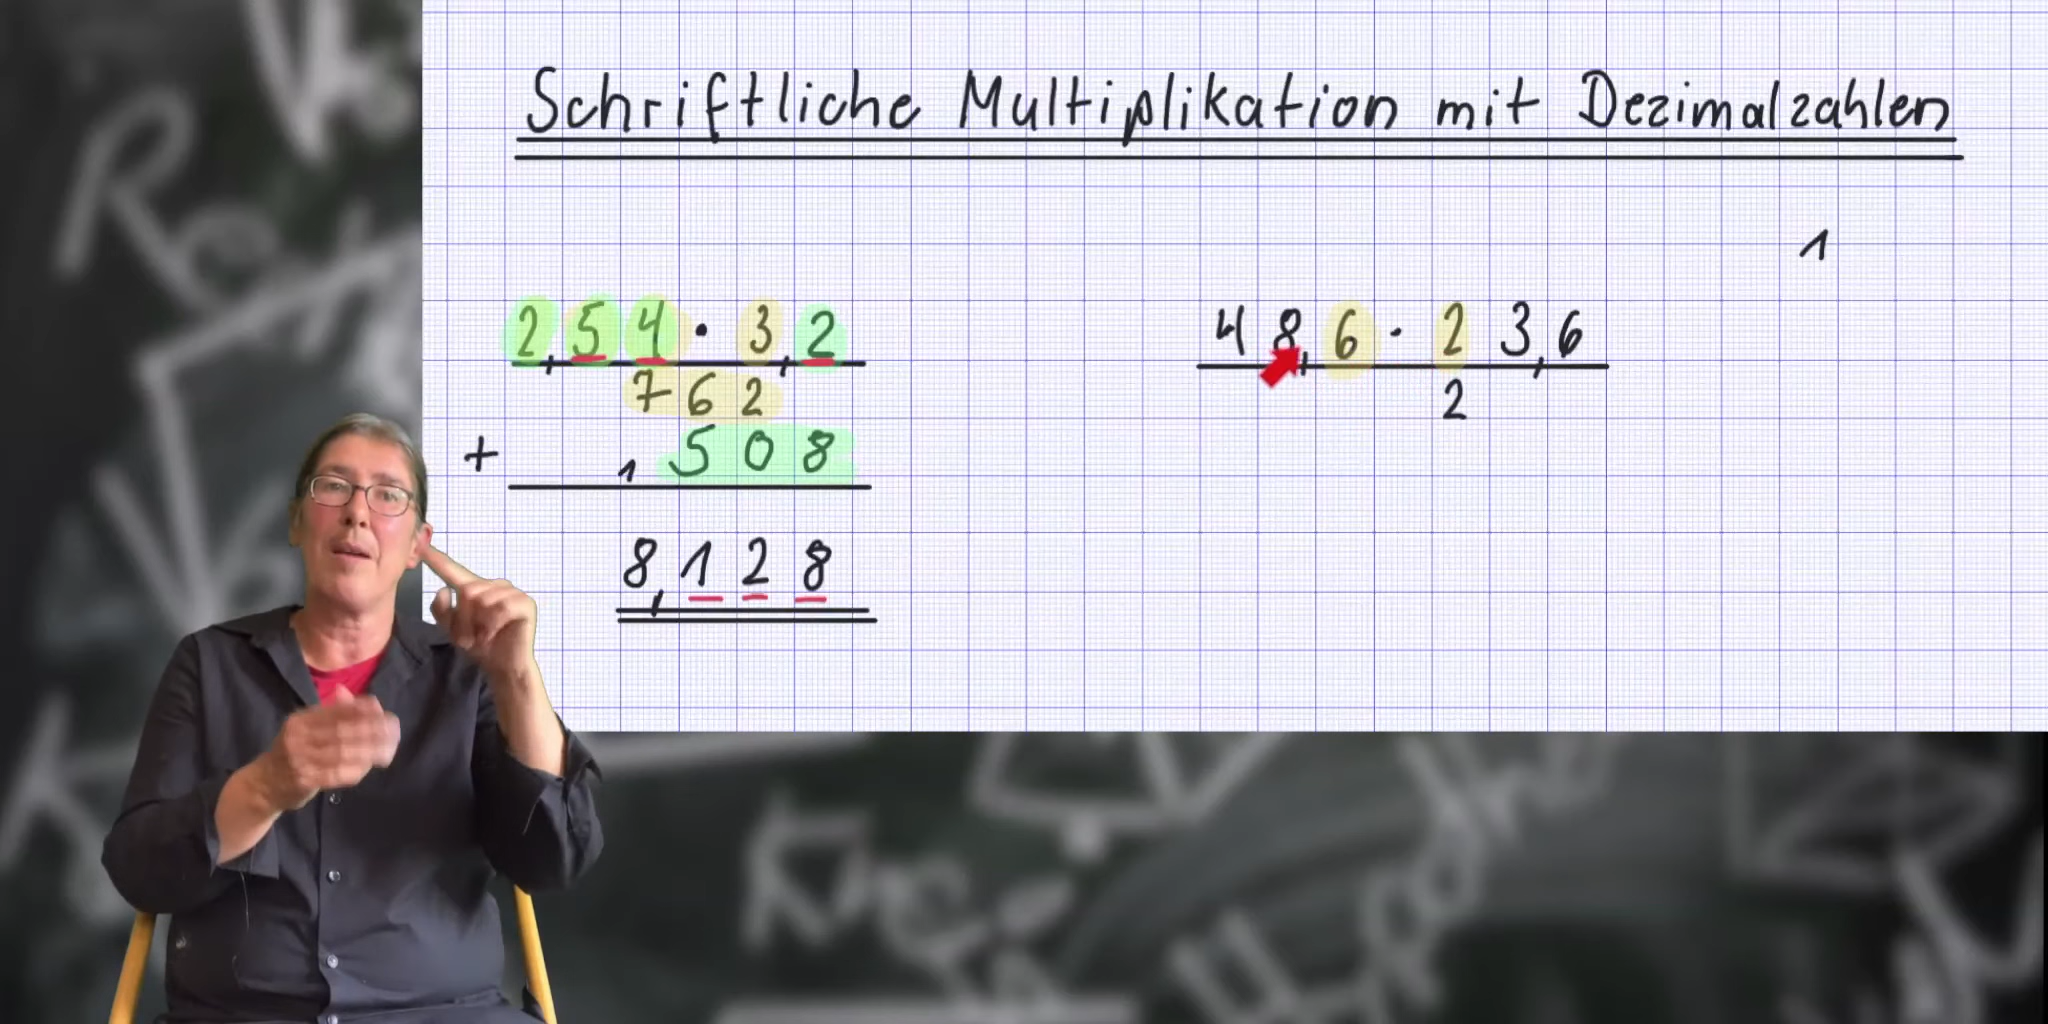 Schriftliche Multiplikation mit Dezimalzahlen
1
2,54 · 3,2
762
+ 1 508
8,128
48,6 · 23,6
2